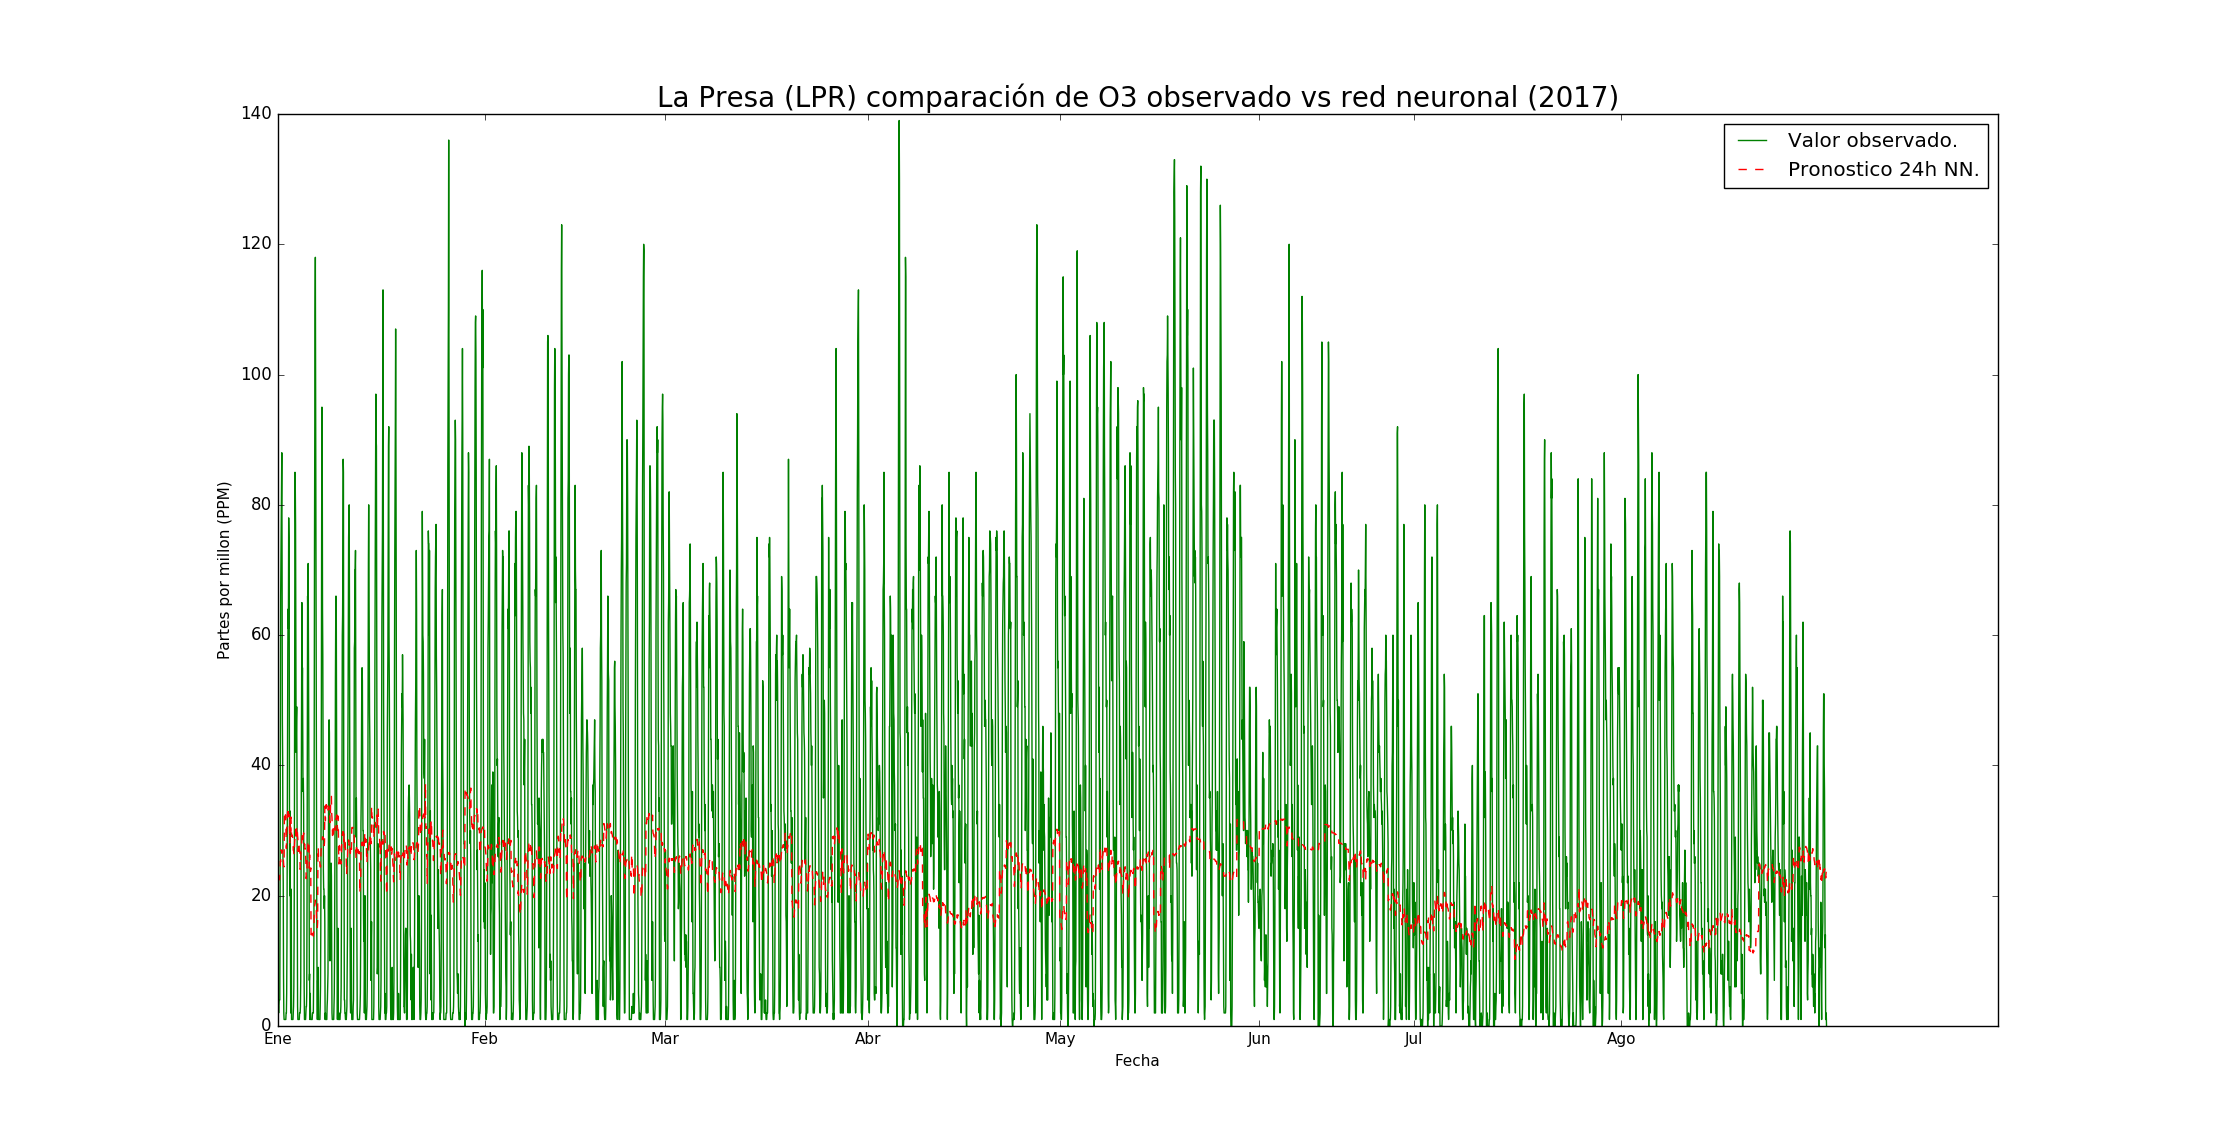 La Presa (LPR) comparación de O3 observado vs red neuronal (2017)
Valor observado.
Pronostico 24h NN.
Partes por millon (PPM)
140
120
100
80
60
40
20
0
Ene Feb Mar Abr May Jun Jul Ago
Fecha